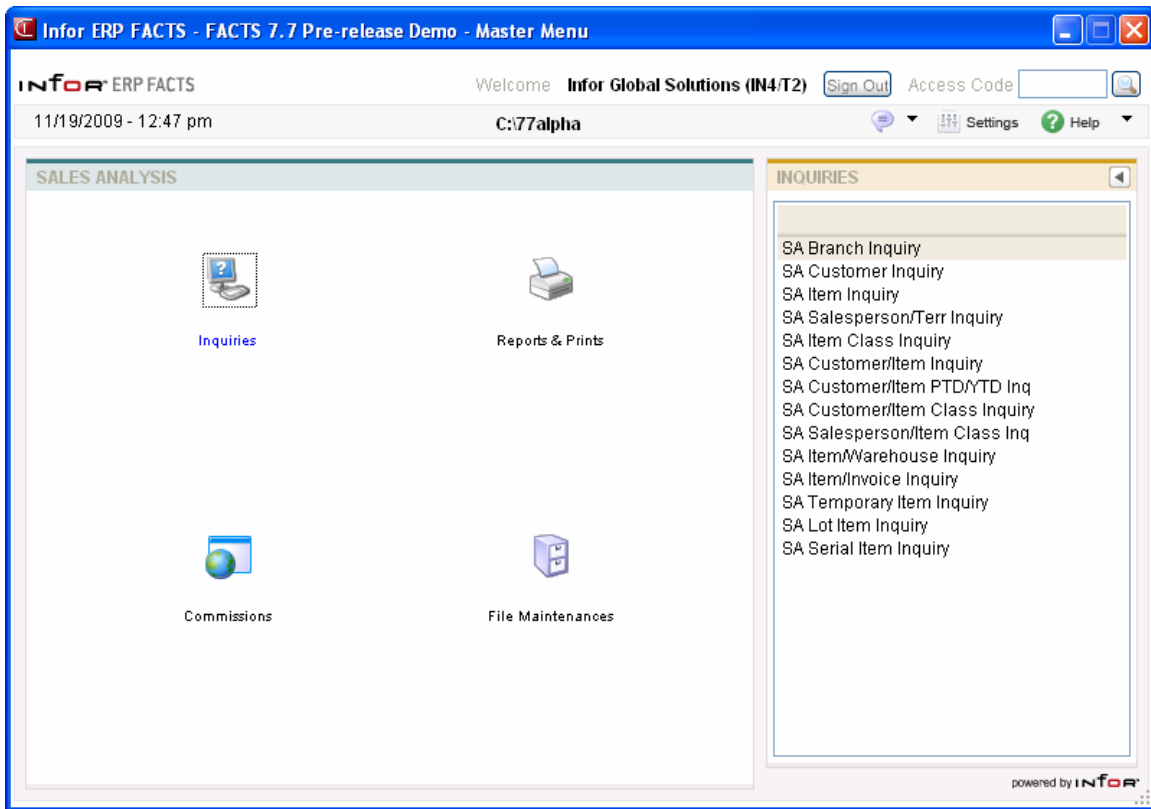 Infor ERP FACTS - FACTS 7.7 Pre-release Demo - Master Menu
infor ERP FACTS Welcome Infor Global Solutions (IN4/T2) Sign Out Access Code
11/19/2009 - 12:47 pm C:\77alpha Settings Help
SALES ANALYSIS
Inquiries
Reports & Prints
Commissions
File Maintenances
INQUIRIES
SA Branch Inquiry
SA Customer Inquiry
SA Item Inquiry
SA Salesperson/Terr Inquiry
SA Item Class Inquiry
SA Customer/Item Inquiry
SA Customer/Item PTD/YTD Inq
SA Customer/Item Class Inquiry
SA Salesperson/Item Class Inq
SA Item/Warehouse Inquiry
SA Item/Invoice Inquiry
SA Temporary Item Inquiry
SA Lot Item Inquiry
SA Serial Item Inquiry
powered by infor